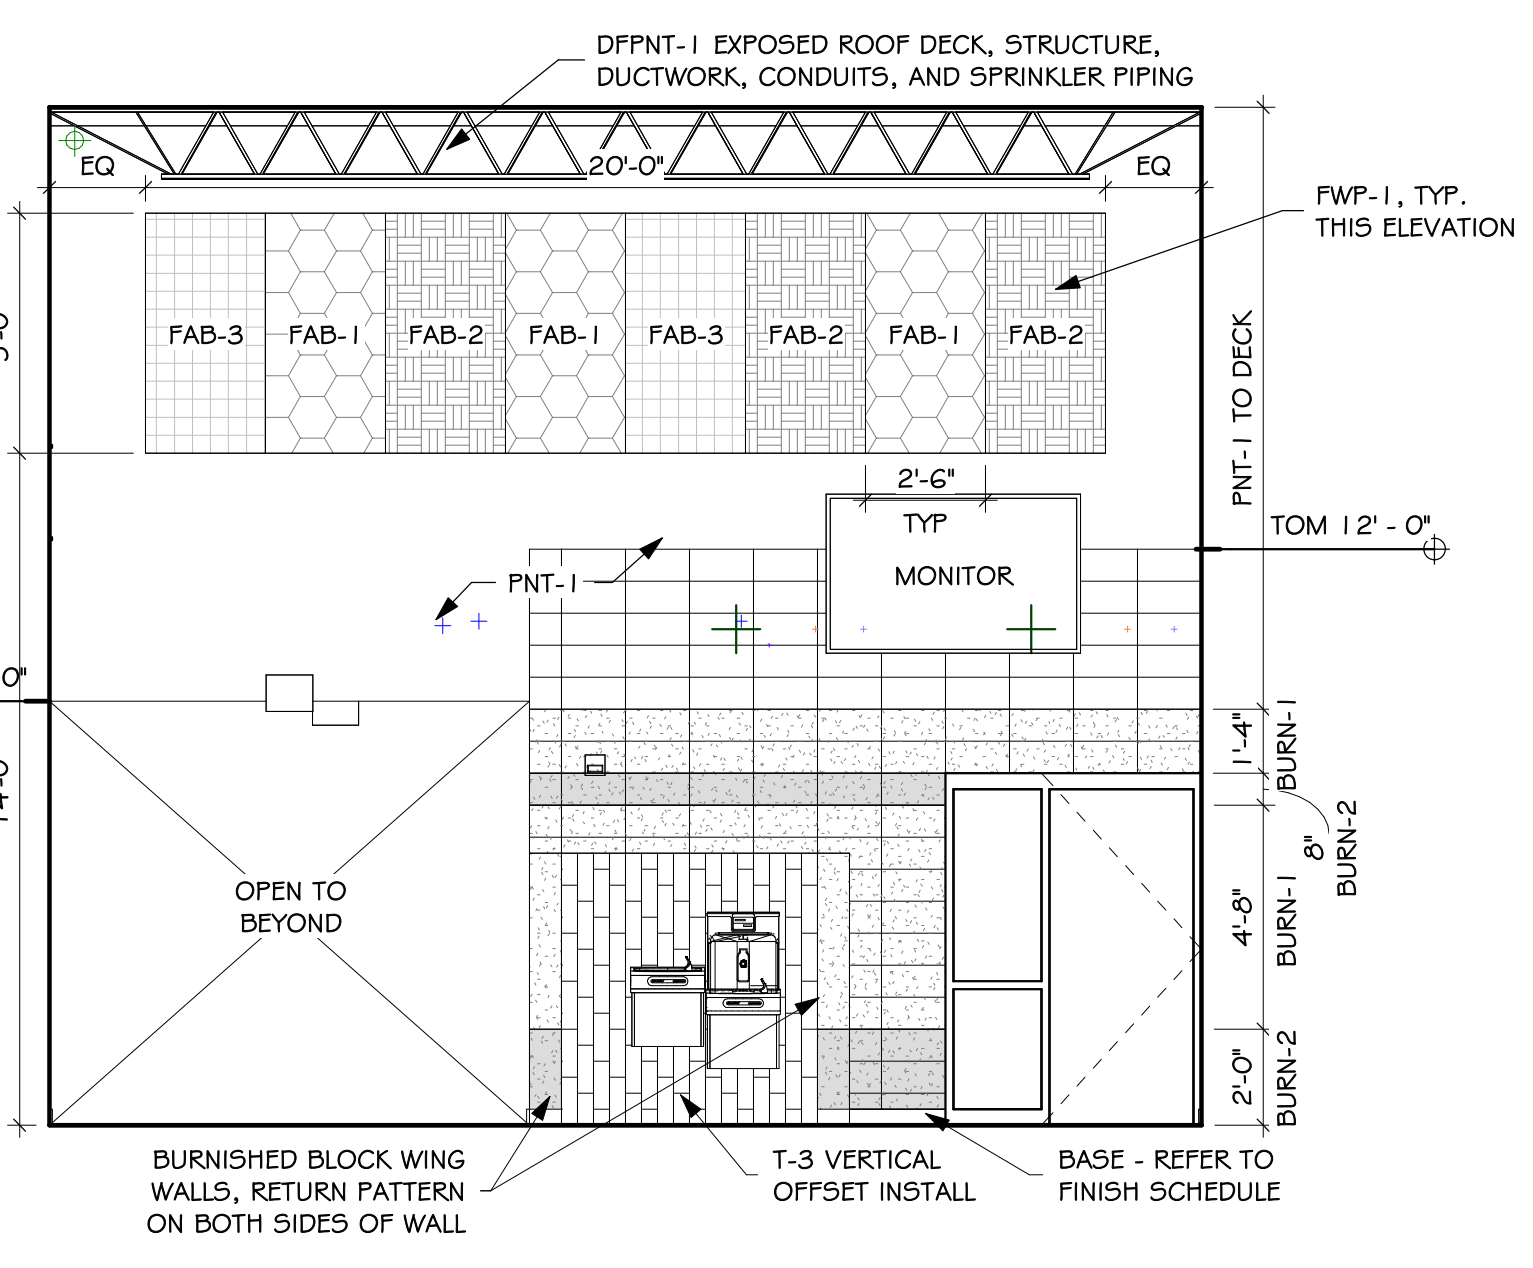 DFPNT-1 EXPOSED ROOF DECK, STRUCTURE,
DUCTWORK, CONDUITS, AND SPRINKLER PIPING
EQ
20'-0"
EQ
FWP-1, TYP.
THIS ELEVATION
FAB-3
FAB-1
FAB-2
FAB-1
FAB-3
FAB-2
FAB-1
FAB-2
PNT-1 TO DECK
2'-6"
TYP
MONITOR
TOM 12' - 0"
PNT-1
0"
1'-4"
BURN-1
8"
BURN-2
OPEN TO
BEYOND
4'-8"
BURN-1
2'-0"
BURN-2
BURNISHED BLOCK WING
WALLS, RETURN PATTERN
ON BOTH SIDES OF WALL
T-3 VERTICAL
OFFSET INSTALL
BASE - REFER TO
FINISH SCHEDULE